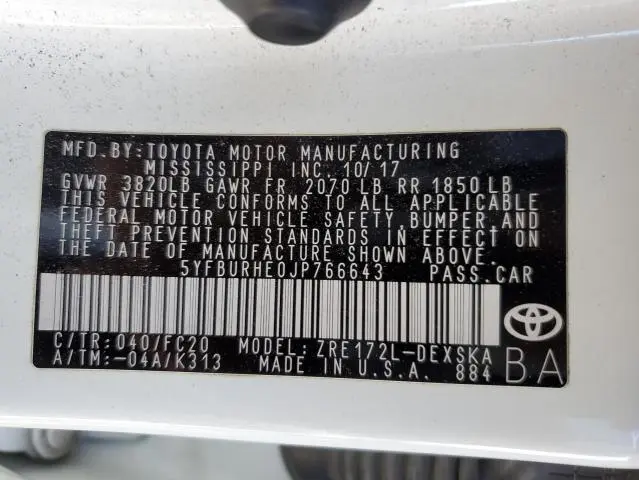 MFD.BY:TOYOTA MOTOR MANUFACTURING
MISSISSIPPI INC. 10/17
GVWR 3820LB GAWR FR 2070 LB RR 1850 LB
THIS VEHICLE CONFORMS TO ALL APPLICABLE
FEDERAL MOTOR VEHICLE SAFETY, BUMPER, AND
THEFT PREVENTION STANDARDS IN EFFECT ON
THE DATE OF MANUFACTURE SHOWN ABOVE.
5YFBURHE0JP766643 PASS.CAR
C/TR: 040/FC20 MODEL: ZRE172L-DEXSKA
A/TM:-04A/K313 MADE IN U.S.A. 884 BA